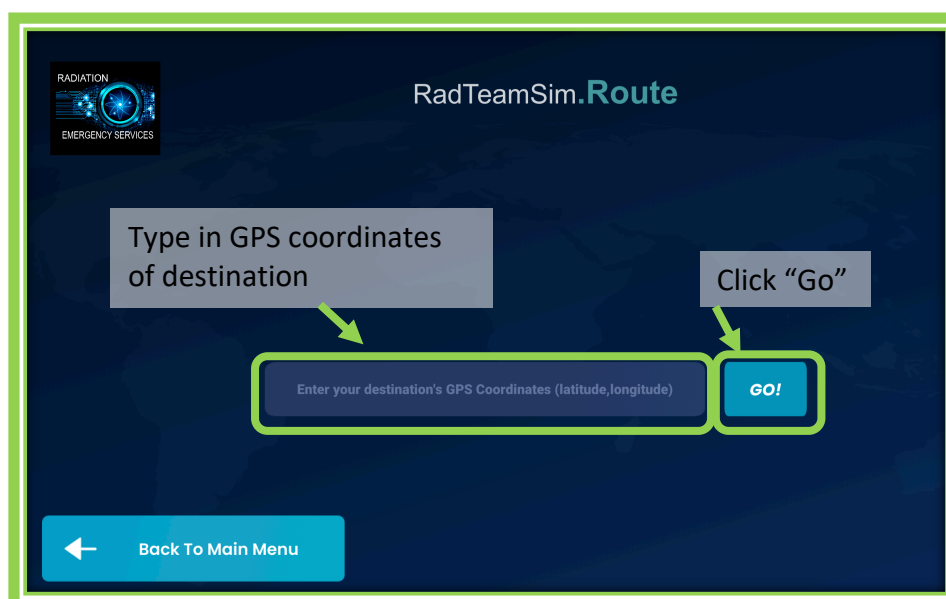 RADIATION
EMERGENCY SERVICES
RadTeamSim.Route
Type in GPS coordinates
of destination
Click “Go”
Enter your destination's GPS Coordinates (latitude,longitude)
GO!
Back To Main Menu